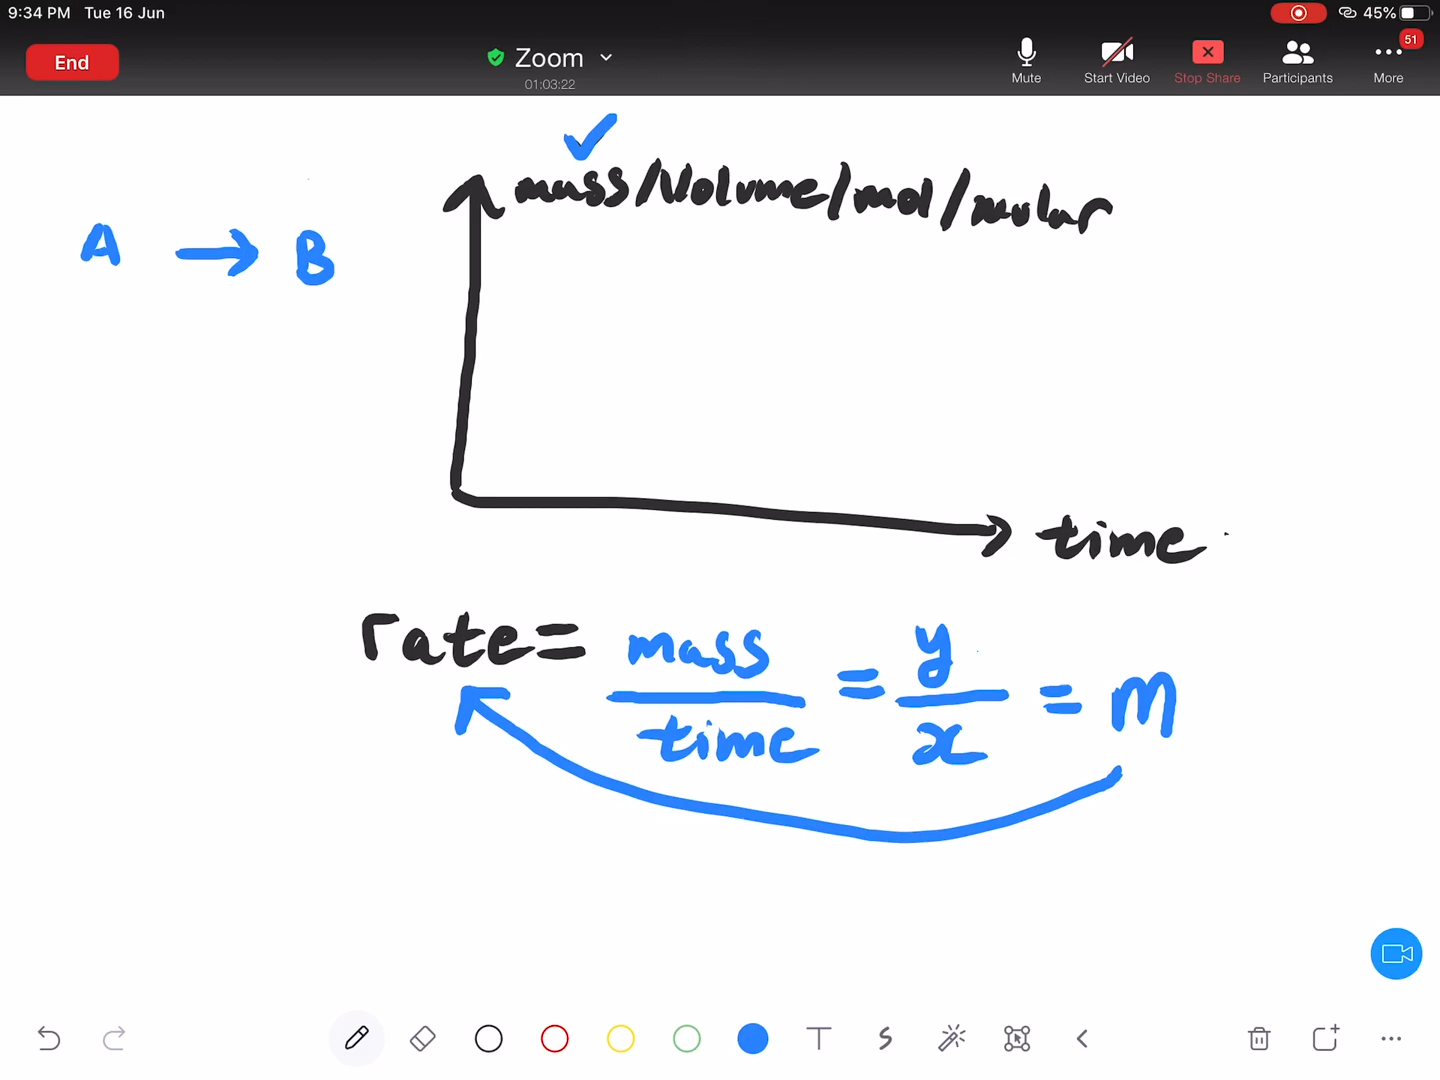 9:34 PM Tue 16 Jun
45%
End
Zoom
01:03:22
Mute
Start Video
Stop Share
Participants
51
More
mass/Volume/mol/molar
A → B
time
rate = mass/time = y/x = m
T